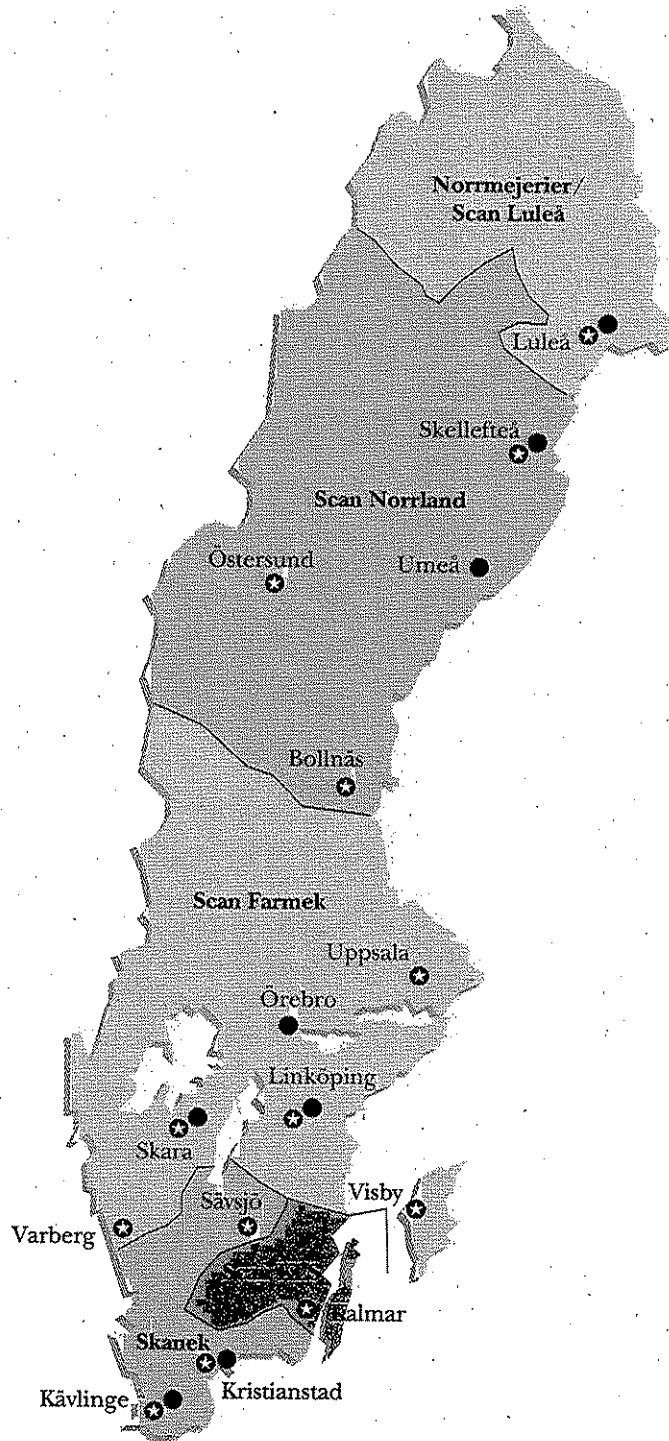 Norrmejerier/
Scan Luleå
Luleå
Skellefteå
Scan Norrland
Östersund
Umeå
Bollnäs
Scan Farmek
Uppsala
Örebro
Linköping
Skara
Sävsjö
Visby
Varberg
Kalmar
Skanek
Kristianstad
Kävlinge